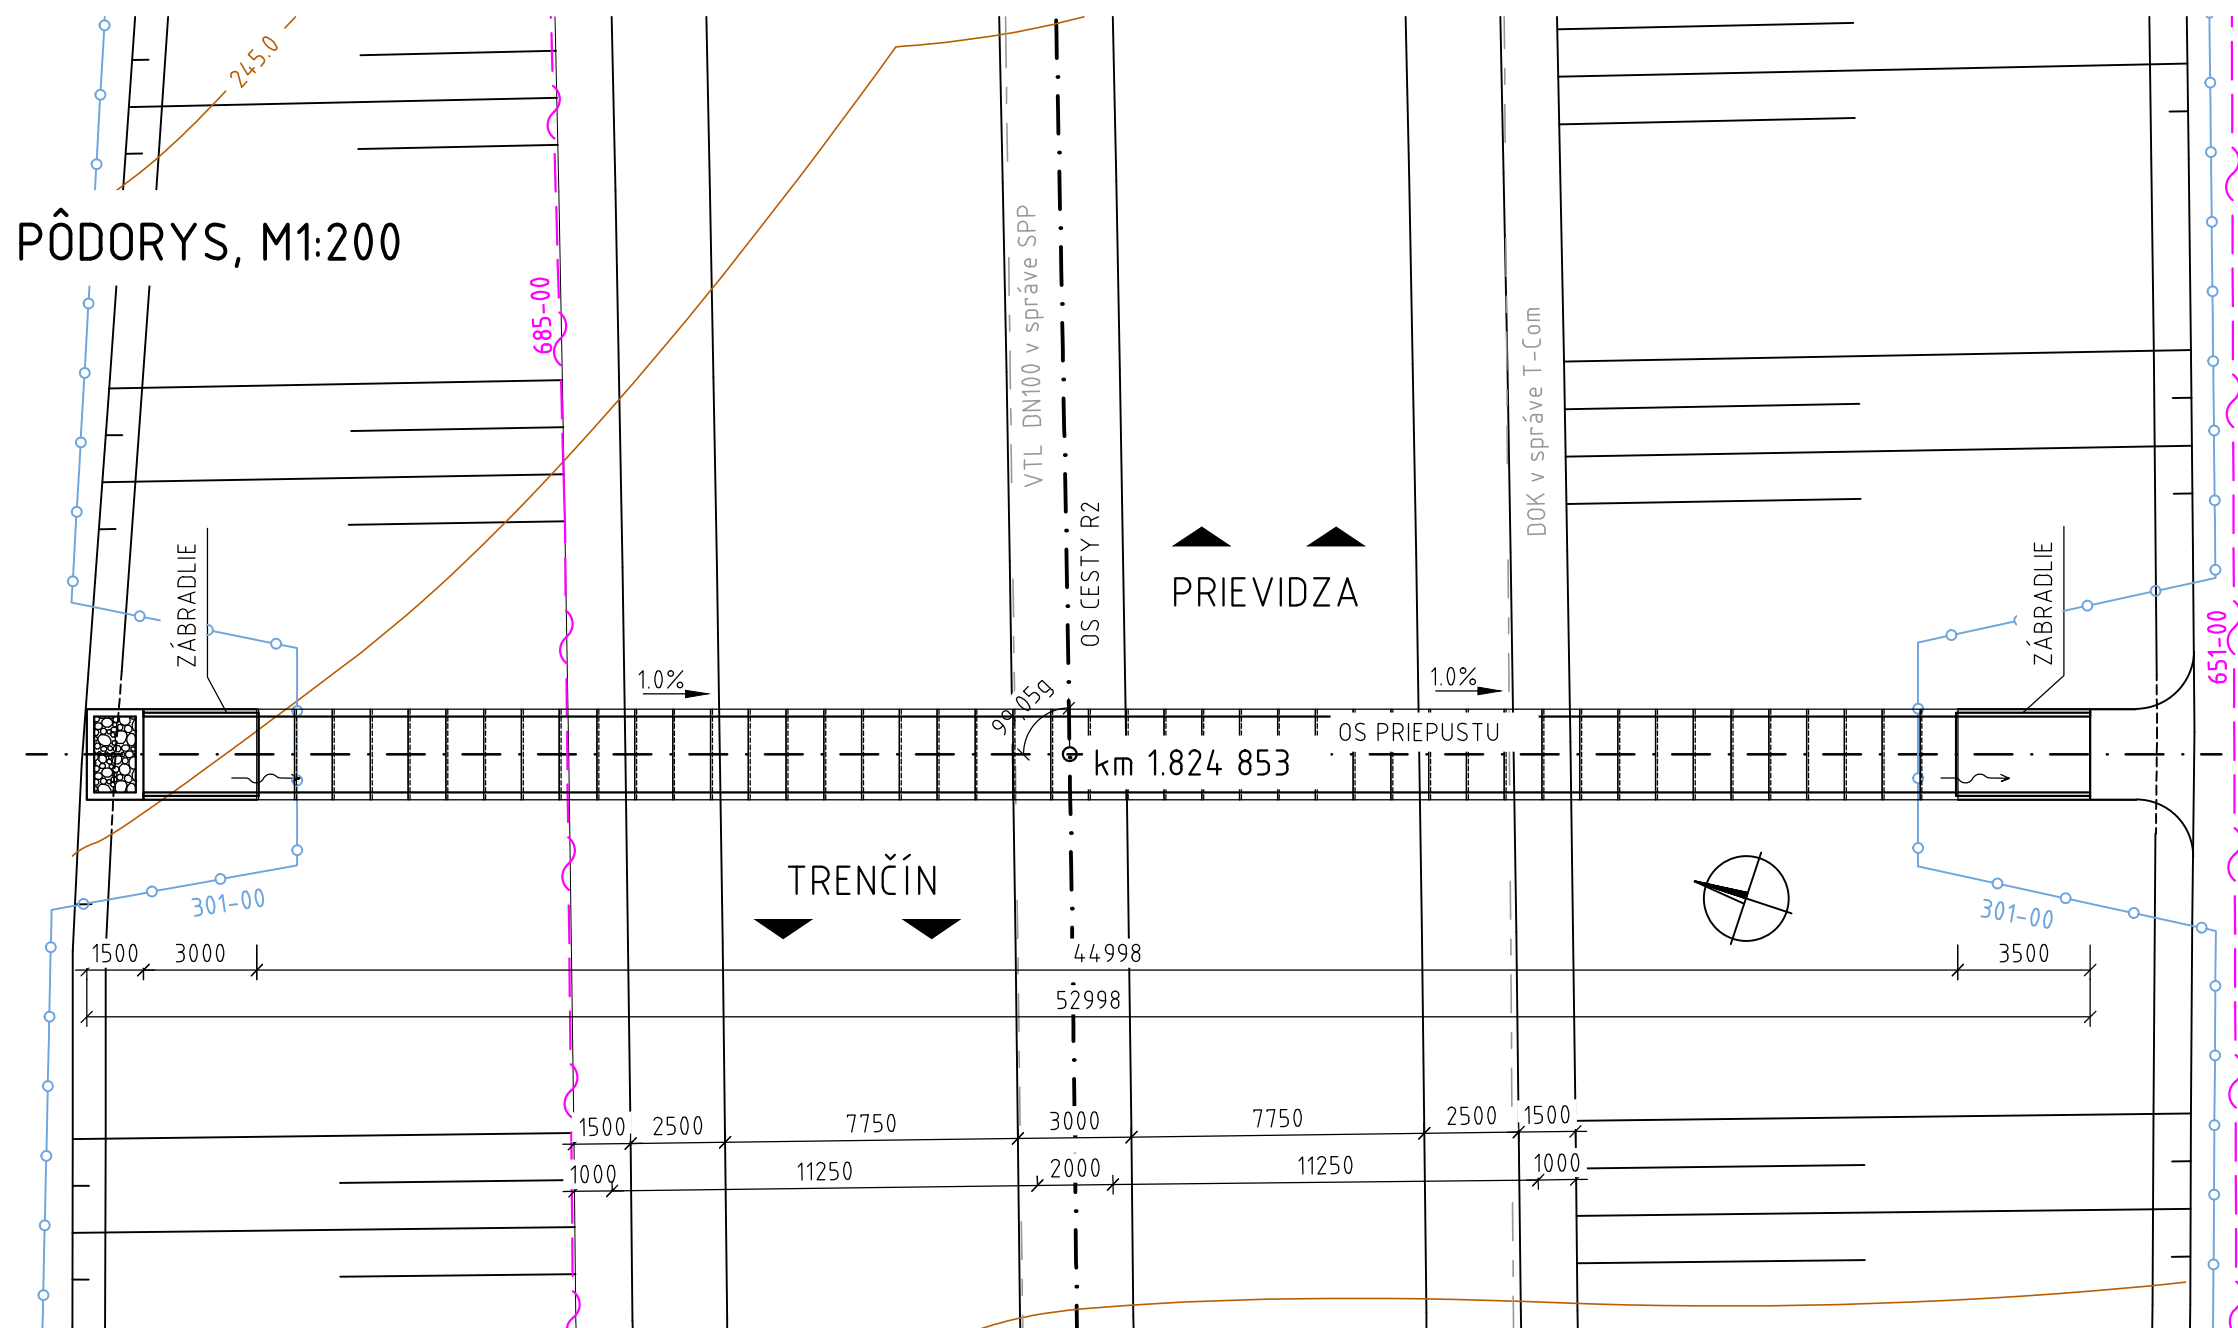 245.0
PÔDORYS, M1:200
685-00
VTL DN100 v správe SPP
DOK v správe T-Com
OS CESTY R2
PRIEVIDZA
ZÁBRADLIE
ZÁBRADLIE
651-00
1.0%
1.0%
99,05g
OS PRIEPUSTU
km 1.824 853
TRENČÍN
301-00
301-00
1500 3000 44998 3500
52998
1500 2500 7750 3000 7750 2500 1500
1000 11250 2000 11250 1000